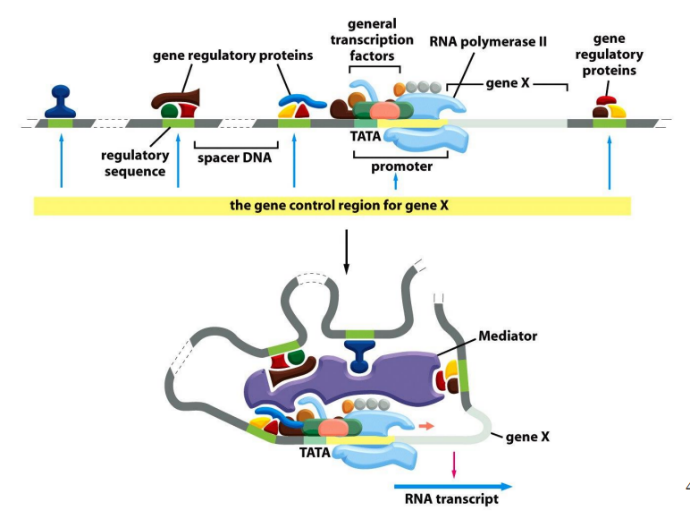 general
transcription
factors
RNA polymerase II
gene
regulatory
proteins
gene regulatory proteins
gene X
regulatory
sequence
spacer DNA
TATA
promoter
the gene control region for gene X
Mediator
gene X
TATA
RNA transcript
4